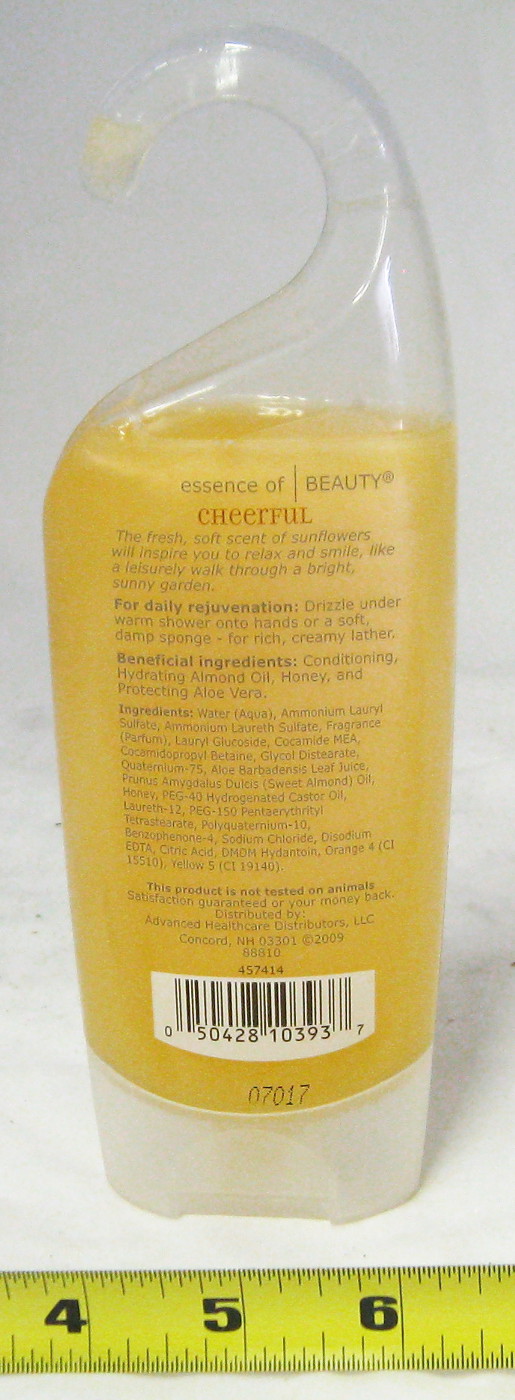 essence of | BEAUTY®
CHEERFUL
The fresh, soft scent of sunflowers
will inspire you to relax and smile, like
a leisurely walk through a bright,
sunny garden.
For daily rejuvenation: Drizzle under
warm shower onto hands or a soft,
damp sponge - for rich, creamy lather.
Beneficial ingredients: Conditioning,
Hydrating Almond Oil, Honey, and
Protecting Aloe Vera.
Ingredients: Water (Aqua), Ammonium Lauryl
Sulfate, Ammonium Laureth Sulfate, Fragrance
(Parfum), Lauryl Glucoside, Cocamide MEA,
Cocamidopropyl Betaine, Glycol Distearate,
Quaternium-75, Aloe Barbadensis Leaf Juice,
Prunus Amygdalus Dulcis (Sweet Almond) Oil,
Honey, PEG-40 Hydrogenated Castor Oil,
Laureth-12, PEG-150 Pentaerythrityl
Tetrastearate, Polyquaternium-10,
Benzophenone-4, Sodium Chloride, Disodium
EDTA, Citric Acid, DMDM Hydantoin, Orange 4 (CI
15510), Yellow 5 (CI 19140).
This product is not tested on animals
Satisfaction guaranteed or your money back.
Distributed by:
Advanced Healthcare Distributors, LLC
Concord, NH 03301 ©2009
88810
457414
0 50428 10393 7
07017
4 5 6